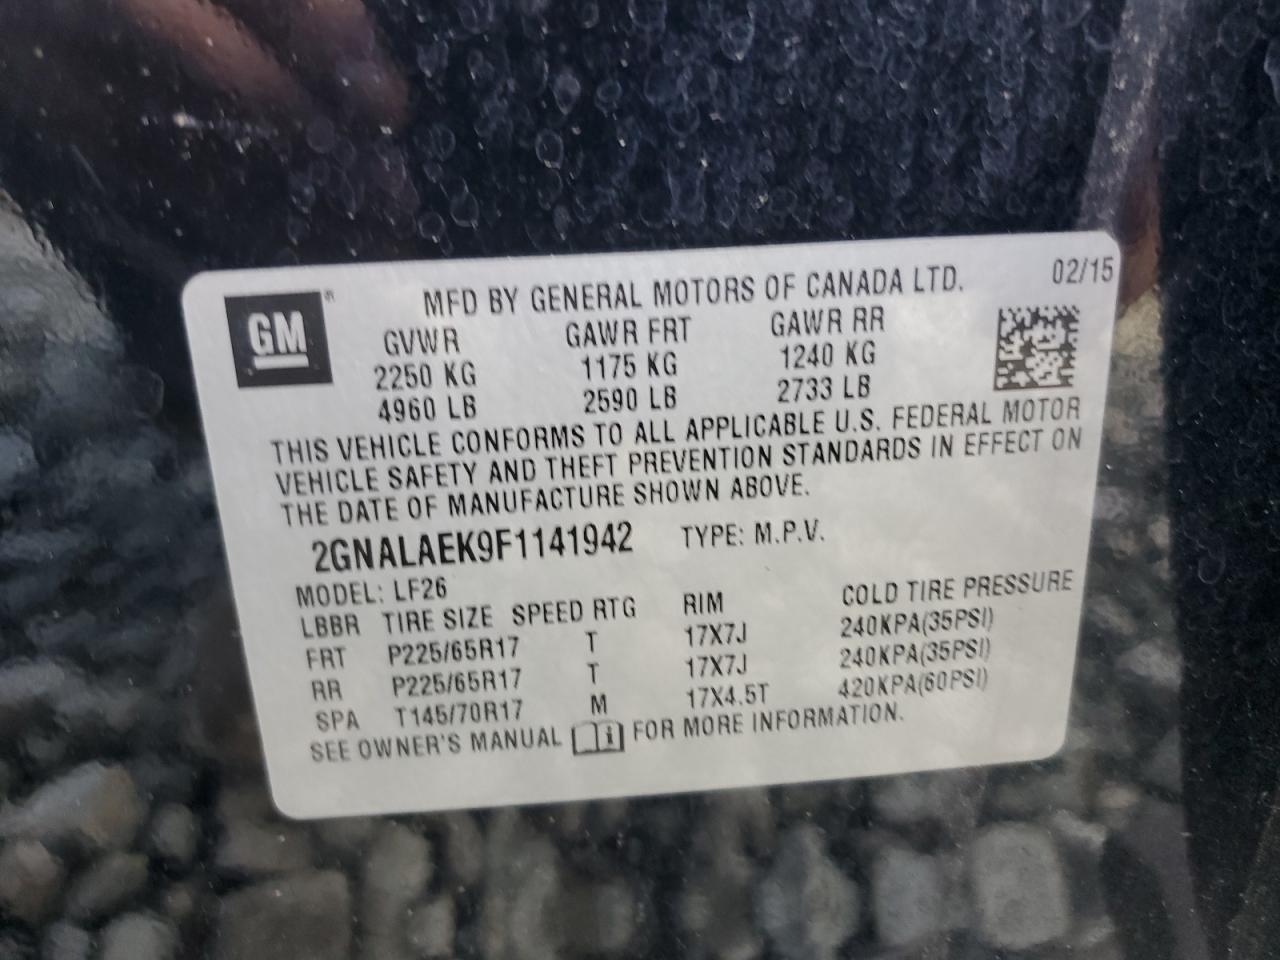 GM®
MFD BY GENERAL MOTORS OF CANADA LTD. 02/15
GVWR GAWR FRT GAWR RR
2250 KG 1175 KG 1240 KG
4960 LB 2590 LB 2733 LB
THIS VEHICLE CONFORMS TO ALL APPLICABLE U.S. FEDERAL MOTOR
VEHICLE SAFETY AND THEFT PREVENTION STANDARDS IN EFFECT ON
THE DATE OF MANUFACTURE SHOWN ABOVE.
2GNALAEK9F1141942 TYPE: M.P.V.
MODEL: LF26
LBBR TIRE SIZE SPEED RTG RIM COLD TIRE PRESSURE
FRT P225/65R17 T 17X7J 240KPA(35PSI)
RR P225/65R17 T 17X7J 240KPA(35PSI)
SPA T145/70R17 M 17X4.5T 420KPA(60PSI)
SEE OWNER'S MANUAL i FOR MORE INFORMATION.